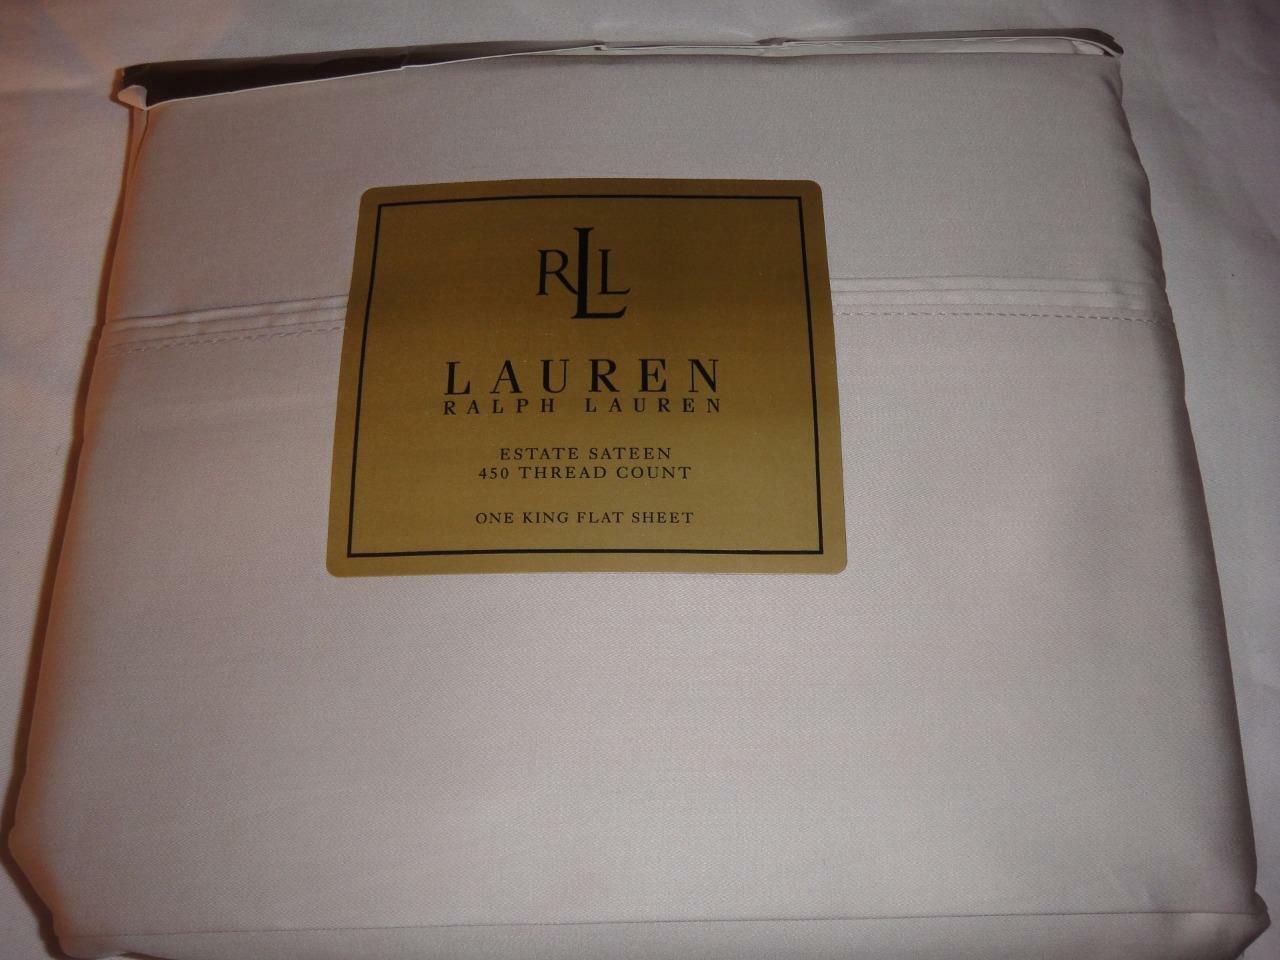 RLL
LAUREN
RALPH LAUREN
ESTATE SATEEN
450 THREAD COUNT
ONE KING FLAT SHEET